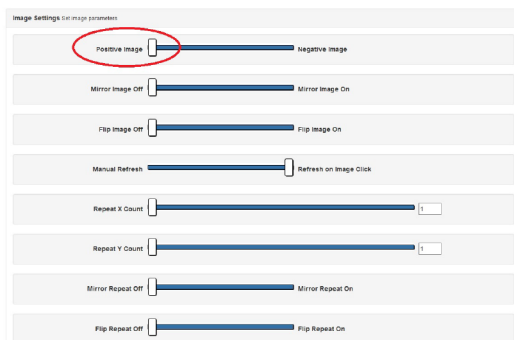 Image Settings Set image parameters
Positive Image Negative Image
Mirror Image Off Mirror Image On
Flip Image Off Flip Image On
Manual Refresh Refresh on Image Click
Repeat X Count 1
Repeat Y Count 1
Mirror Repeat Off Mirror Repeat On
Flip Repeat Off Flip Repeat On